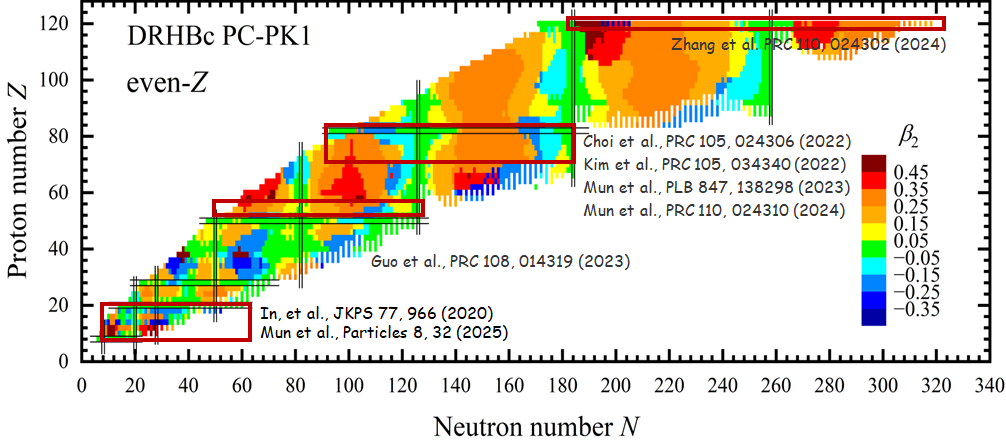 DRHBc PC-PK1
even-Z
Zhang et al. PRC 110, 024302 (2024)
Choi et al., PRC 105, 024306 (2022)
Kim et al., PRC 105, 034340 (2022)
Mun et al., PLB 847, 138298 (2023)
Mun et al., PRC 110, 024310 (2024)
Guo et al., PRC 108, 014319 (2023)
In, et al., JKPS 77, 966 (2020)
Mun et al., Particles 8, 32 (2025)
β2
0.45
0.35
0.25
0.15
0.05
−0.05
−0.15
−0.25
−0.35
Proton number Z
120
100
80
60
40
20
0
0 20 40 60 80 100 120 140 160 180 200 220 240 260 280 300 320 340
Neutron number N